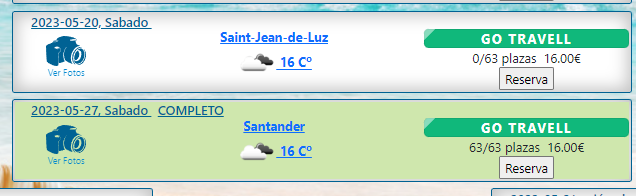 2023-05-20, Sabado
Saint-Jean-de-Luz
GO TRAVELL
Ver Fotos
16 Cº
0/63 plazas 16.00€
Reserva
2023-05-27, Sabado COMPLETO
Santander
GO TRAVELL
Ver Fotos
16 Cº
63/63 plazas 16.00€
Reserva